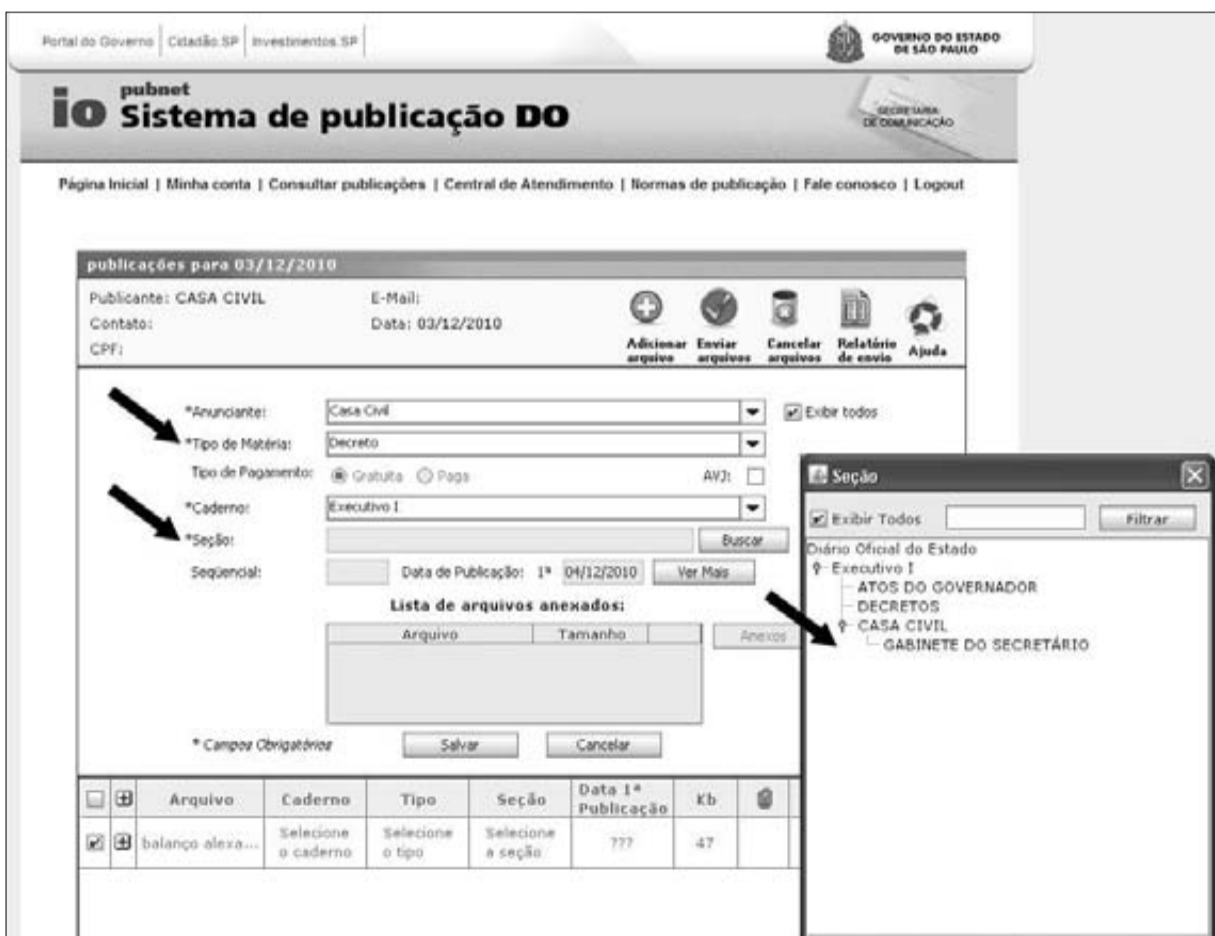 Portal do Governo | Cidadão.SP | Investimentos.SP
GOVERNO DO ESTADO
DE SÃO PAULO
io pubnet
Sistema de publicação DO
SECRETARIA
DE COMUNICAÇÃO
Página Inicial | Minha conta | Consultar publicações | Central de Atendimento | Normas de publicação | Fale conosco | Logout
publicações para 03/12/2010
Publicante: CASA CIVIL E-Mail:
Contato: Data: 03/12/2010
CPF:
Adicionar arquivo Enviar arquivos Cancelar arquivos Relatório de envio Ajuda
*Anunciante: Casa Civil Exibir todos
*Tipo de Matéria: Decreto
Tipo de Pagamento: Gratuita Paga AVJ:
*Caderno: Executivo I
*Seção: Buscar
Seqüencial: Data de Publicação: 1ª 04/12/2010 Ver Mais
Lista de arquivos anexados:
Arquivo Tamanho Anexos
* Campos Obrigatórios Salvar Cancelar
Arquivo Caderno Tipo Seção Data 1ª Publicação Kb
balanço alexa... Selecione o caderno Selecione o tipo Selecione a seção ??? 47
Seção
Exibir Todos Filtrar
Diário Oficial do Estado
Executivo I
ATOS DO GOVERNADOR
DECRETOS
CASA CIVIL
GABINETE DO SECRETÁRIO